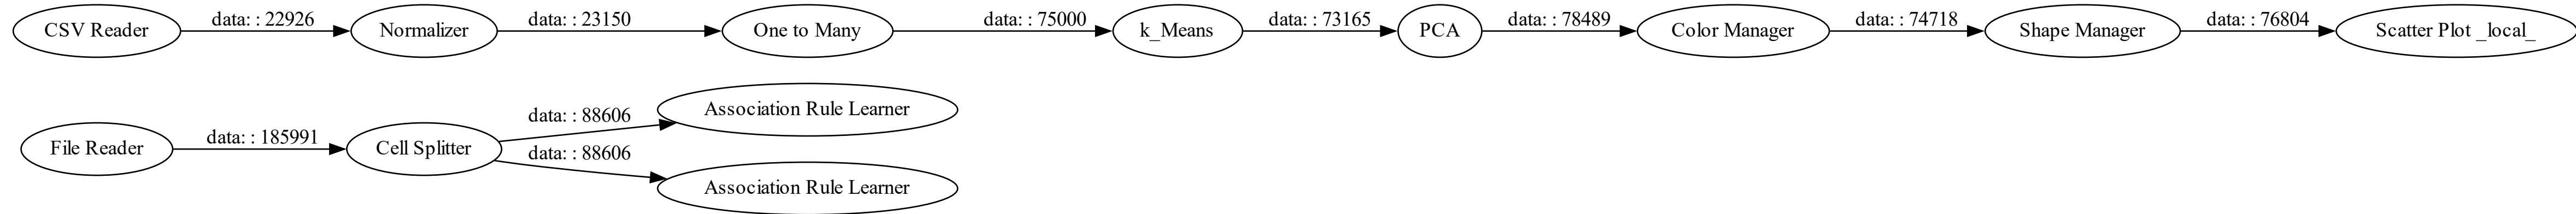 CSV Reader
data: : 22926
Normalizer
data: : 23150
One to Many
data: : 75000
k_Means
data: : 73165
PCA
data: : 78489
Color Manager
data: : 74718
Shape Manager
data: : 76804
Scatter Plot _local_
File Reader
data: : 185991
Cell Splitter
data: : 88606
Association Rule Learner
data: : 88606
Association Rule Learner